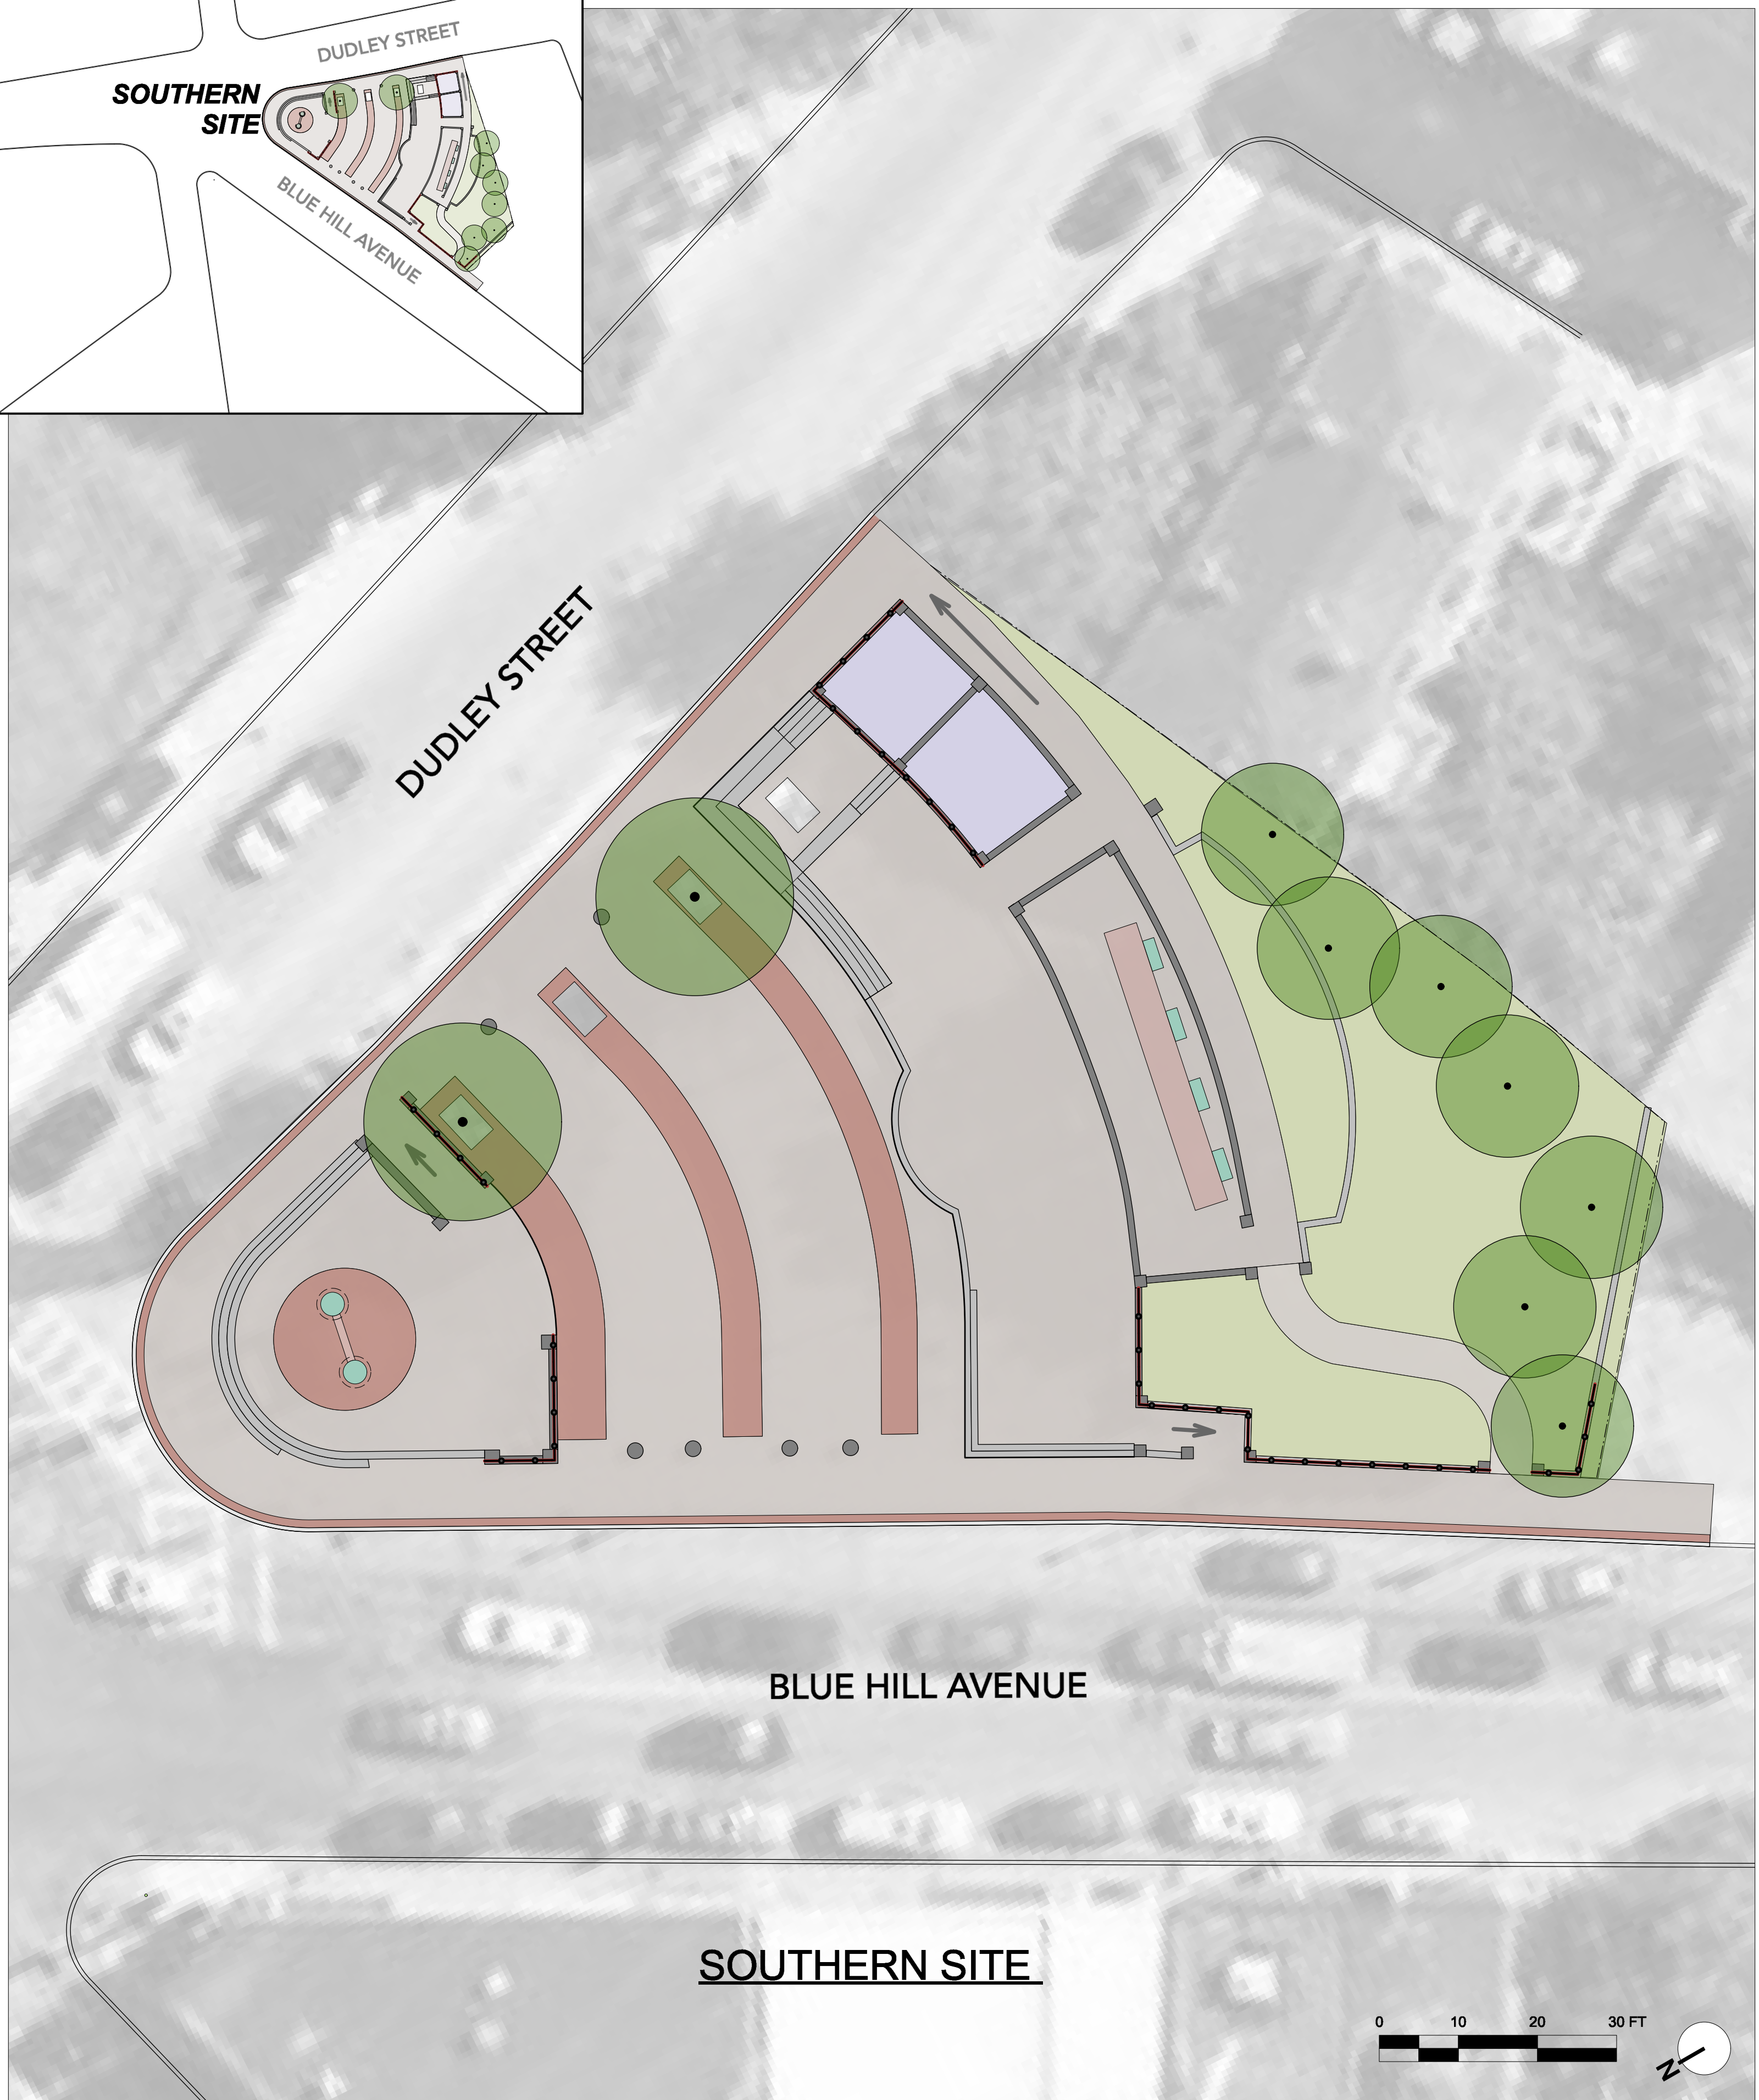 DUDLEY STREET
SOUTHERN
SITE
BLUE HILL AVENUE
DUDLEY STREET
BLUE HILL AVENUE
SOUTHERN SITE
0 10 20 30 FT
N